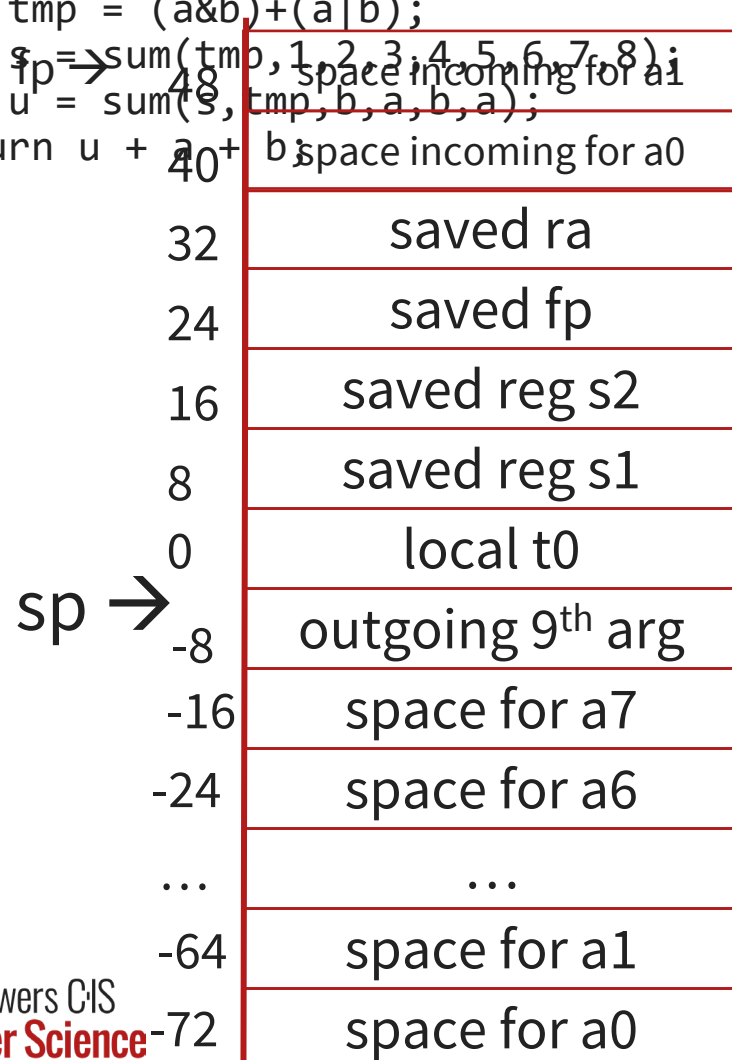 tmp = (a&b)+(a|b);
s = sum(tmp,1,2,3,4,5,6,7,8);
fp → 48 space incoming for a1
u = sum(s,tmp,b,a,b,a);
urn u + a + b;
40 space incoming for a0
32 saved ra
24 saved fp
16 saved reg s2
8 saved reg s1
0 local t0
sp →
-8 outgoing 9th arg
-16 space for a7
-24 space for a6
... ...
-64 space for a1
wers CIS
-72 space for a0
er Science